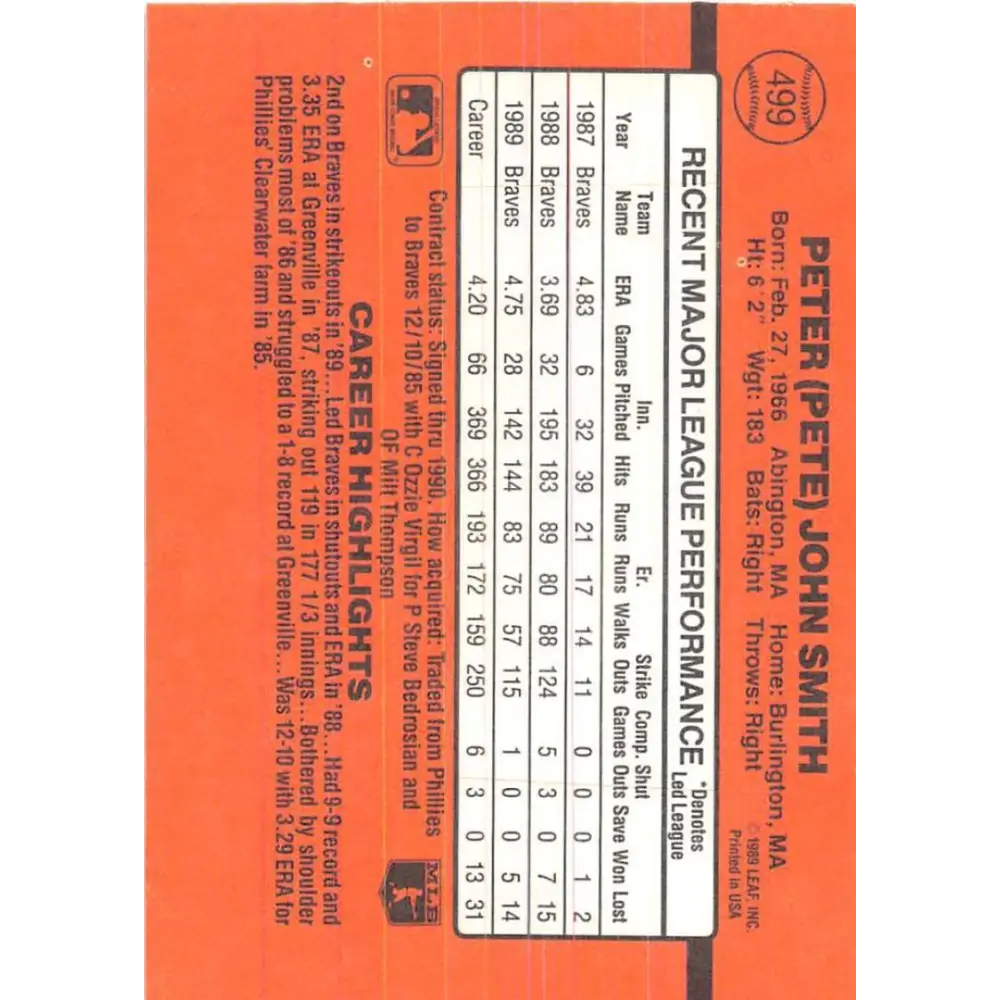 499
PETER (PETE) JOHN SMITH
Born: Feb. 27, 1966 Abington, MA Home: Burlington, MA
Ht: 6' 2" Wgt: 183 Bats: Right Throws: Right
© 1989 LEAF, INC.
Printed in USA
RECENT MAJOR LEAGUE PERFORMANCE *Denotes
Led League
Team Inn. Er. Strike Comp. Shut
Year Name ERA Games Pitched Hits Runs Runs Walks Outs Games Outs Save Won Lost
1987 Braves 4.83 6 32 39 21 17 14 11 0 0 0 1 2
1988 Braves 3.69 32 195 183 89 80 88 124 5 3 0 7 15
1989 Braves 4.75 28 142 144 83 75 57 115 1 0 0 5 14
Career 4.20 66 369 366 193 172 159 250 6 3 0 13 31
Contract status: Signed thru 1990. How acquired: Traded from Phillies
to Braves 12/10/85 with C Ozzie Virgil for P Steve Bedrosian and
OF Milt Thompson
MLB
CAREER HIGHLIGHTS
2nd on Braves in strikeouts in '89...Led Braves in shutouts and ERA in '88...Had 9-9 record and
3.35 ERA at Greenville in '87, striking out 119 in 177 1/3 innings...Bothered by shoulder
problems most of '86 and struggled to a 1-8 record at Greenville...Was 12-10 with 3.29 ERA for
Phillies' Clearwater farm in '85.